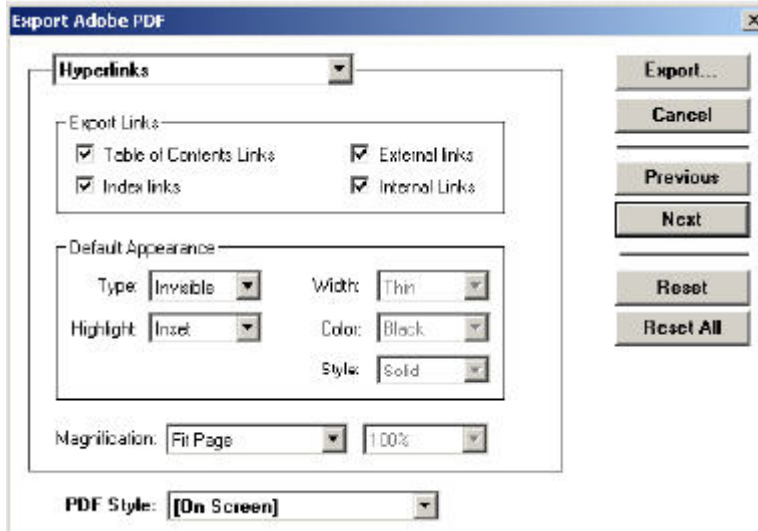 Export Adobe PDF
Hyperlinks
Export...
Cancel
Export Links
Table of Contents Links
External links
Index links
Internal Links
Previous
Next
Default Appearance
Type: Invisible
Width: Thin
Reset
Highlight: Inset
Color: Black
Reset All
Style: Solid
Magnification: Fit Page
100%
PDF Style: [On Screen]